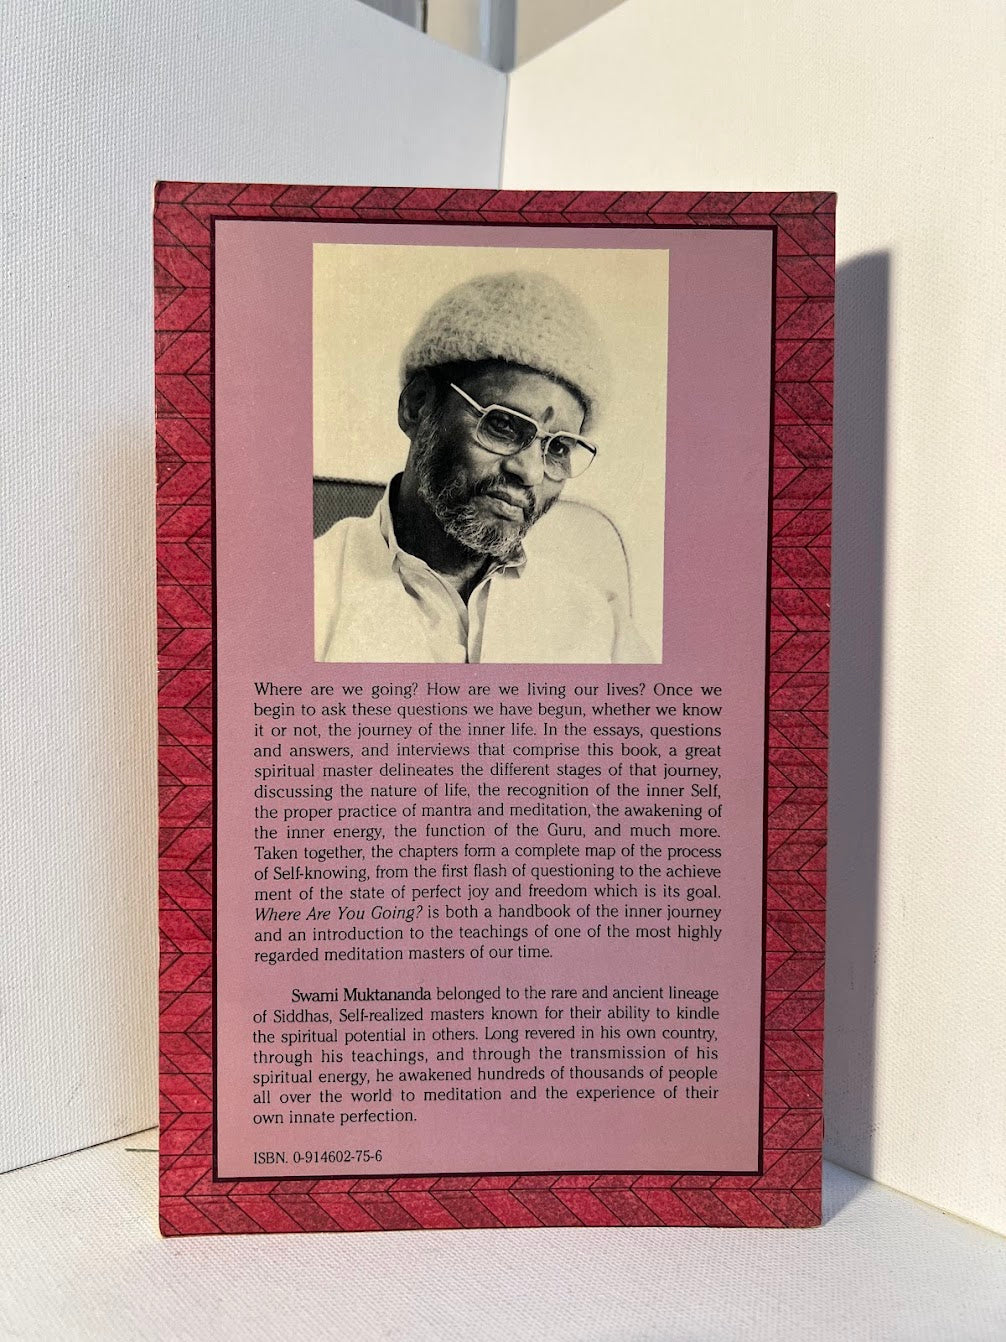 Where are we going? How are we living our lives? Once we
begin to ask these questions we have begun, whether we know
it or not, the journey of the inner life. In the essays, questions
and answers, and interviews that comprise this book, a great
spiritual master delineates the different stages of that journey,
discussing the nature of life, the recognition of the inner Self,
the proper practice of mantra and meditation, the awakening of
the inner energy, the function of the Guru, and much more.
Taken together, the chapters form a complete map of the process
of Self-knowing, from the first flash of questioning to the achieve
ment of the state of perfect joy and freedom which is its goal.
Where Are You Going? is both a handbook of the inner journey
and an introduction to the teachings of one of the most highly
regarded meditation masters of our time.
Swami Muktananda belonged to the rare and ancient lineage
of Siddhas, Self-realized masters known for their ability to kindle
the spiritual potential in others. Long revered in his own country,
through his teachings, and through the transmission of his
spiritual energy, he awakened hundreds of thousands of people
all over the world to meditation and the experience of their
own innate perfection.
ISBN. 0-914602-75-6